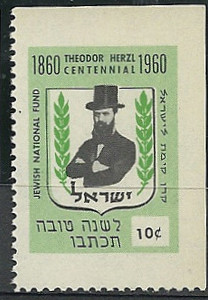 1860 THEODOR HERZL 1960
CENTENNIAL
JEWISH NATIONAL FUND
קרן קימת לישראל
ישראל
לשנה טובה
תכתבו
10¢